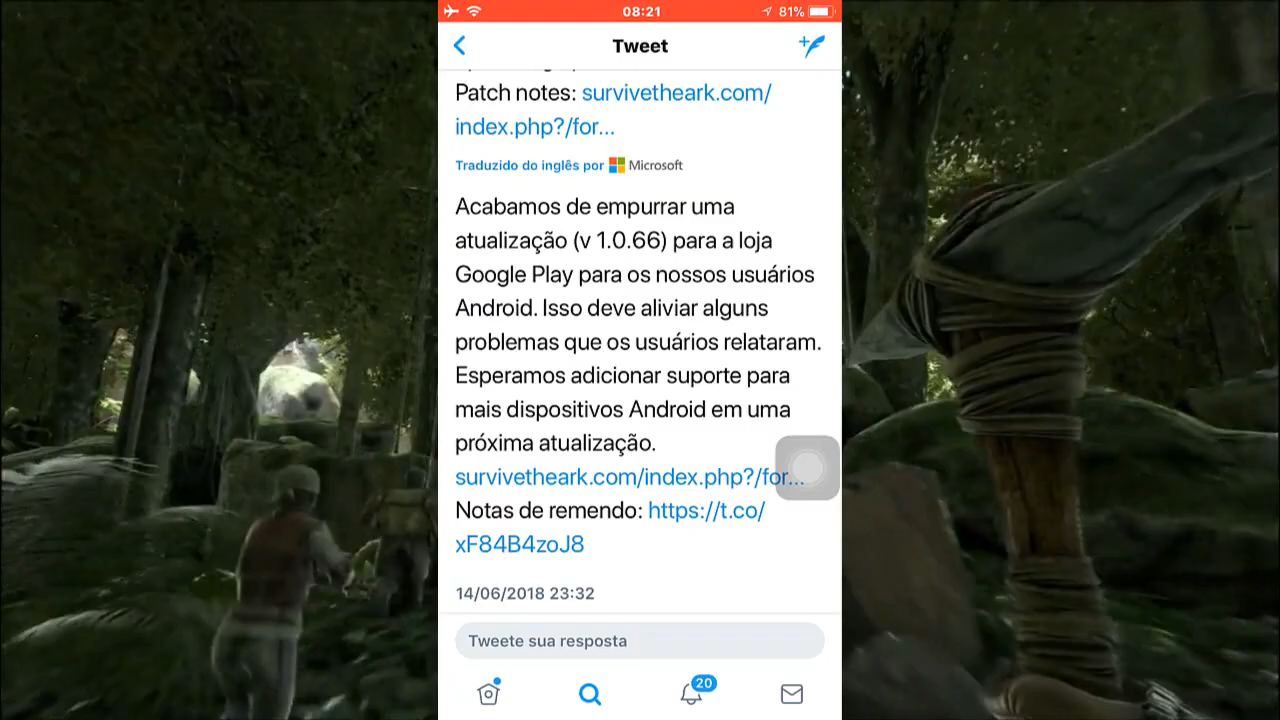 08:21
81%
Tweet
Patch notes: survivetheark.com/
index.php?/for...
Traduzido do inglês por Microsoft
Acabamos de empurrar uma
atualização (v 1.0.66) para a loja
Google Play para os nossos usuários
Android. Isso deve aliviar alguns
problemas que os usuários relataram.
Esperamos adicionar suporte para
mais dispositivos Android em uma
próxima atualização.
survivetheark.com/index.php?/for...
Notas de remendo: https://t.co/
xF84B4zoJ8
14/06/2018 23:32
Tweete sua resposta
20